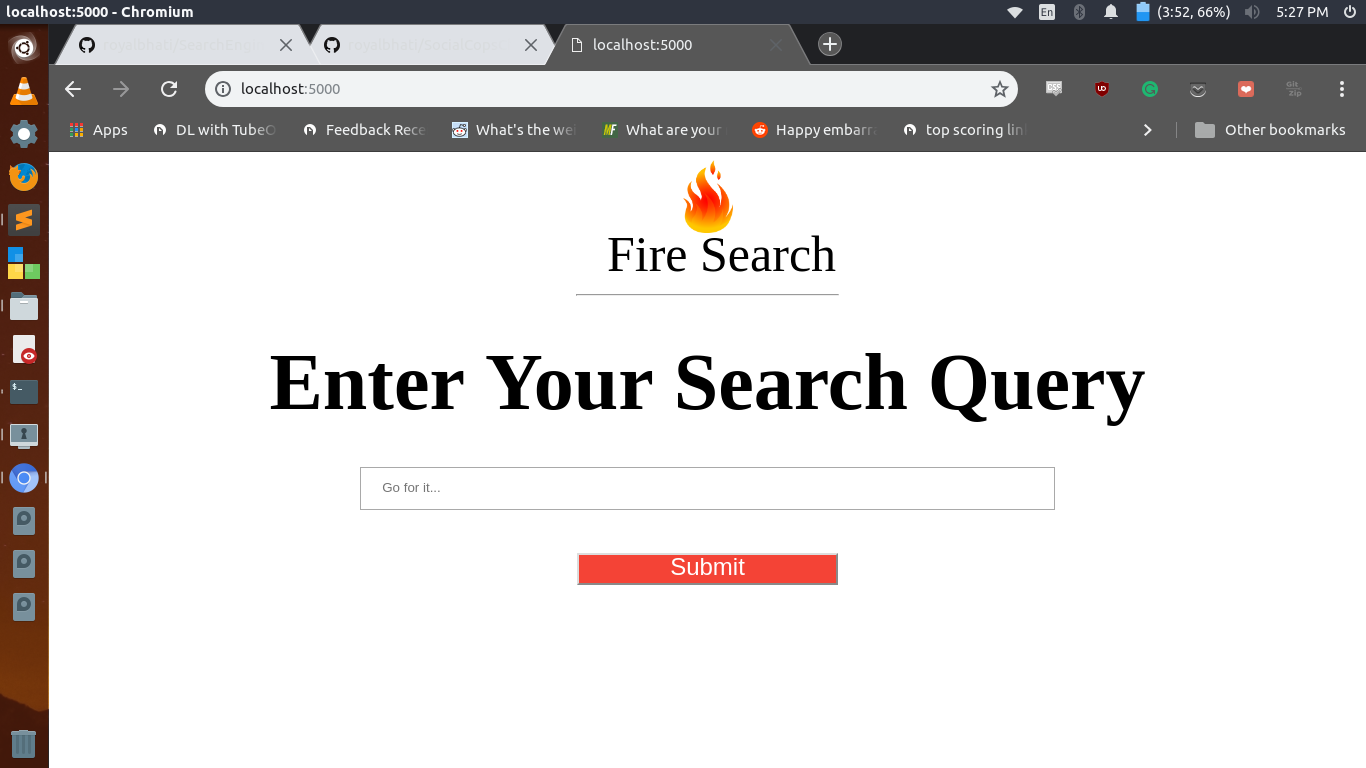 localhost:5000 - Chromium
En
(3:52, 66%)
5:27 PM
royalbhati/SearchEngi
royalbhati/SocialCops
localhost:5000
localhost:5000
Apps
DL with TubeO
Feedback Rece
What's the wei
What are your
Happy embarra
top scoring link
Other bookmarks
Fire Search
Enter Your Search Query
Go for it...
Submit